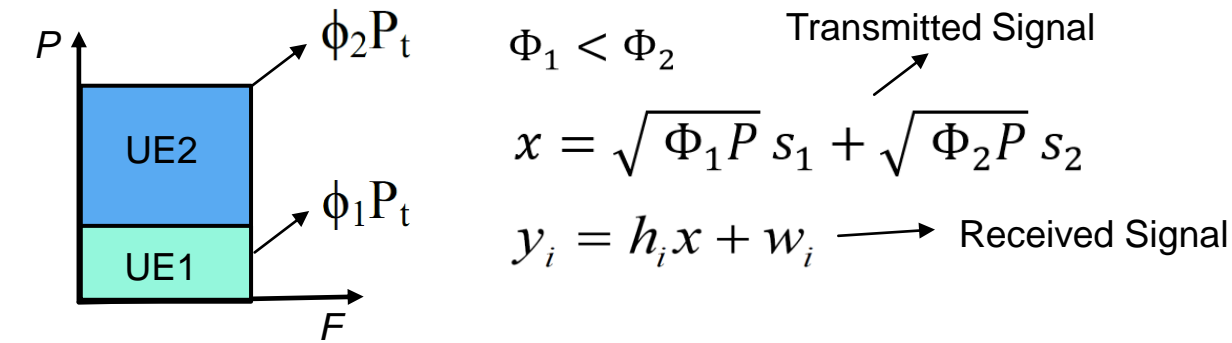 P
ϕ₂Pₜ
UE2
ϕ₁Pₜ
UE1
F
Φ₁ < Φ₂
Transmitted Signal
x = √(Φ₁P) s₁ + √(Φ₂P) s₂
yᵢ = hᵢx + wᵢ
Received Signal